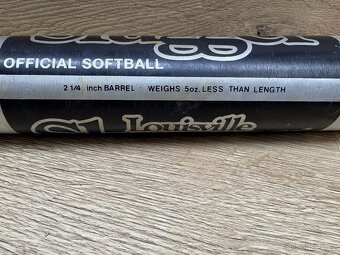 OFFICIAL SOFTBALL
2 1/4 inch BARREL · WEIGHS 5oz. LESS THAN LENGTH
Louisville